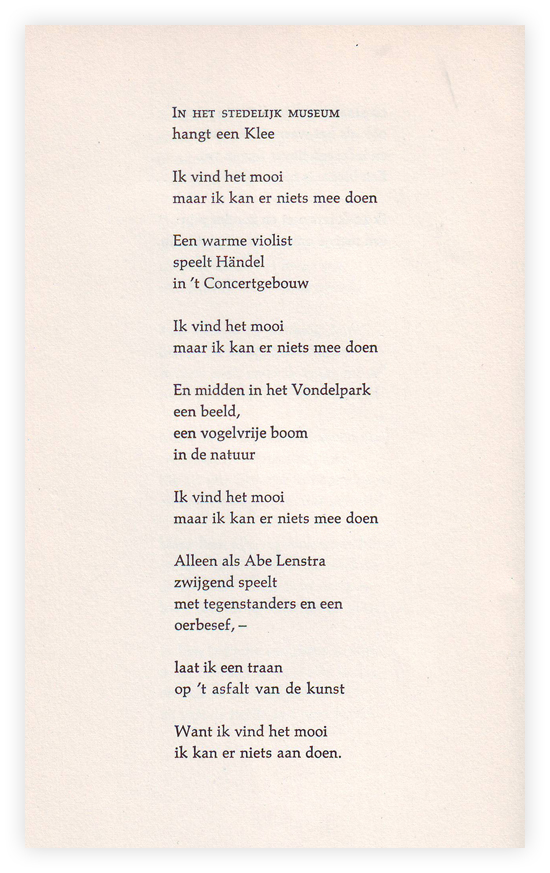 In het stedelijk museum
hangt een Klee
Ik vind het mooi
maar ik kan er niets mee doen
Een warme violist
speelt Händel
in ’t Concertgebouw
Ik vind het mooi
maar ik kan er niets mee doen
En midden in het Vondelpark
een beeld,
een vogelvrije boom
in de natuur
Ik vind het mooi
maar ik kan er niets mee doen
Alleen als Abe Lenstra
zwijgend speelt
met tegenstanders en een
oerbesef, –
laat ik een traan
op ’t asfalt van de kunst
Want ik vind het mooi
ik kan er niets aan doen.